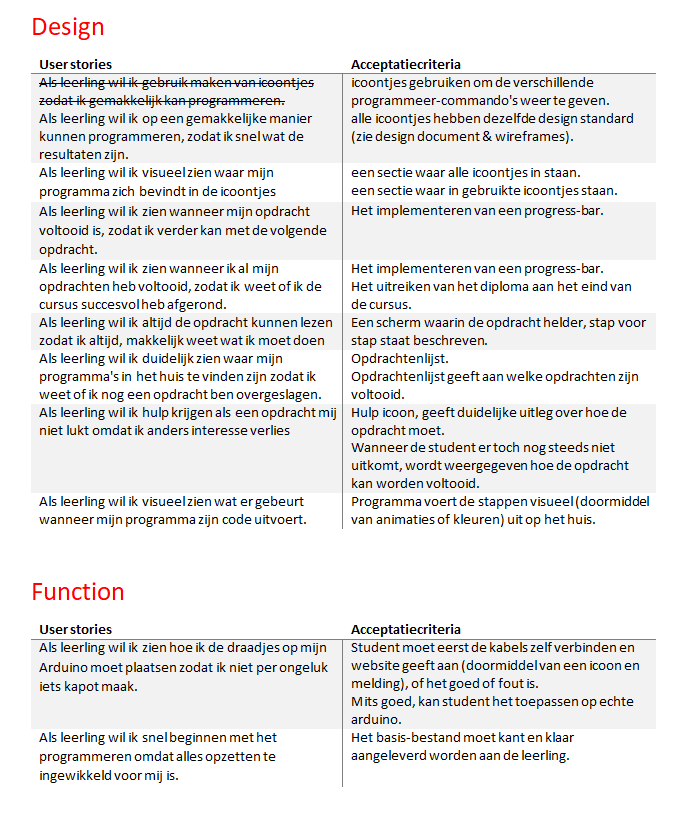 Design
User stories
Acceptatiecriteria
Als leerling wil ik gebruik maken van icoontjes
zodat ik gemakkelijk kan programmeren.
Als leerling wil ik op een gemakkelijke manier
kunnen programmeren, zodat ik snel wat de
resultaten zijn.
icoontjes gebruiken om de verschillende
programmeer-commando's weer te geven.
alle icoontjes hebben dezelfde design standard
(zie design document & wireframes).
Als leerling wil ik visueel zien waar mijn
programma zich bevindt in de icoontjes
een sectie waar alle icoontjes in staan.
een sectie waar in gebruikte icoontjes staan.
Als leerling wil ik zien wanneer mijn opdracht
voltooid is, zodat ik verder kan met de volgende
opdracht.
Het implementeren van een progress-bar.
Als leerling wil ik zien wanneer ik al mijn
opdrachten heb voltooid, zodat ik weet of ik de
cursus succesvol heb afgerond.
Het implementeren van een progress-bar.
Het uitreiken van het diploma aan het eind van
de cursus.
Als leerling wil ik altijd de opdracht kunnen lezen
zodat ik altijd, makkelijk weet wat ik moet doen
Een scherm waarin de opdracht helder, stap voor
stap staat beschreven.
Als leerling wil ik duidelijk zien waar mijn
programma's in het huis te vinden zijn zodat ik
weet of ik nog een opdracht ben overgeslagen.
Opdrachtenlijst.
Opdrachtenlijst geeft aan welke opdrachten zijn
voltooid.
Als leerling wil ik hulp krijgen als een opdracht mij
niet lukt omdat ik anders interesse verlies
Hulp icoon, geeft duidelijke uitleg over hoe de
opdracht moet.
Wanneer de student er toch nog steeds niet
uitkomt, wordt weergegeven hoe de opdracht
kan worden voltooid.
Als leerling wil ik visueel zien wat er gebeurt
wanneer mijn programma zijn code uitvoert.
Programma voert de stappen visueel (doormiddel
van animaties of kleuren) uit op het huis.
Function
User stories
Acceptatiecriteria
Als leerling wil ik zien hoe ik de draadjes op mijn
Arduino moet plaatsen zodat ik niet per ongeluk
iets kapot maak.
Student moet eerst de kabels zelf verbinden en
website geeft aan (doormiddel van een icoon en
melding), of het goed of fout is.
Mits goed, kan student het toepassen op echte
arduino.
Als leerling wil ik snel beginnen met het
programmeren omdat alles opzetten te
ingewikkeld voor mij is.
Het basis-bestand moet kant en klaar
aangeleverd worden aan de leerling.